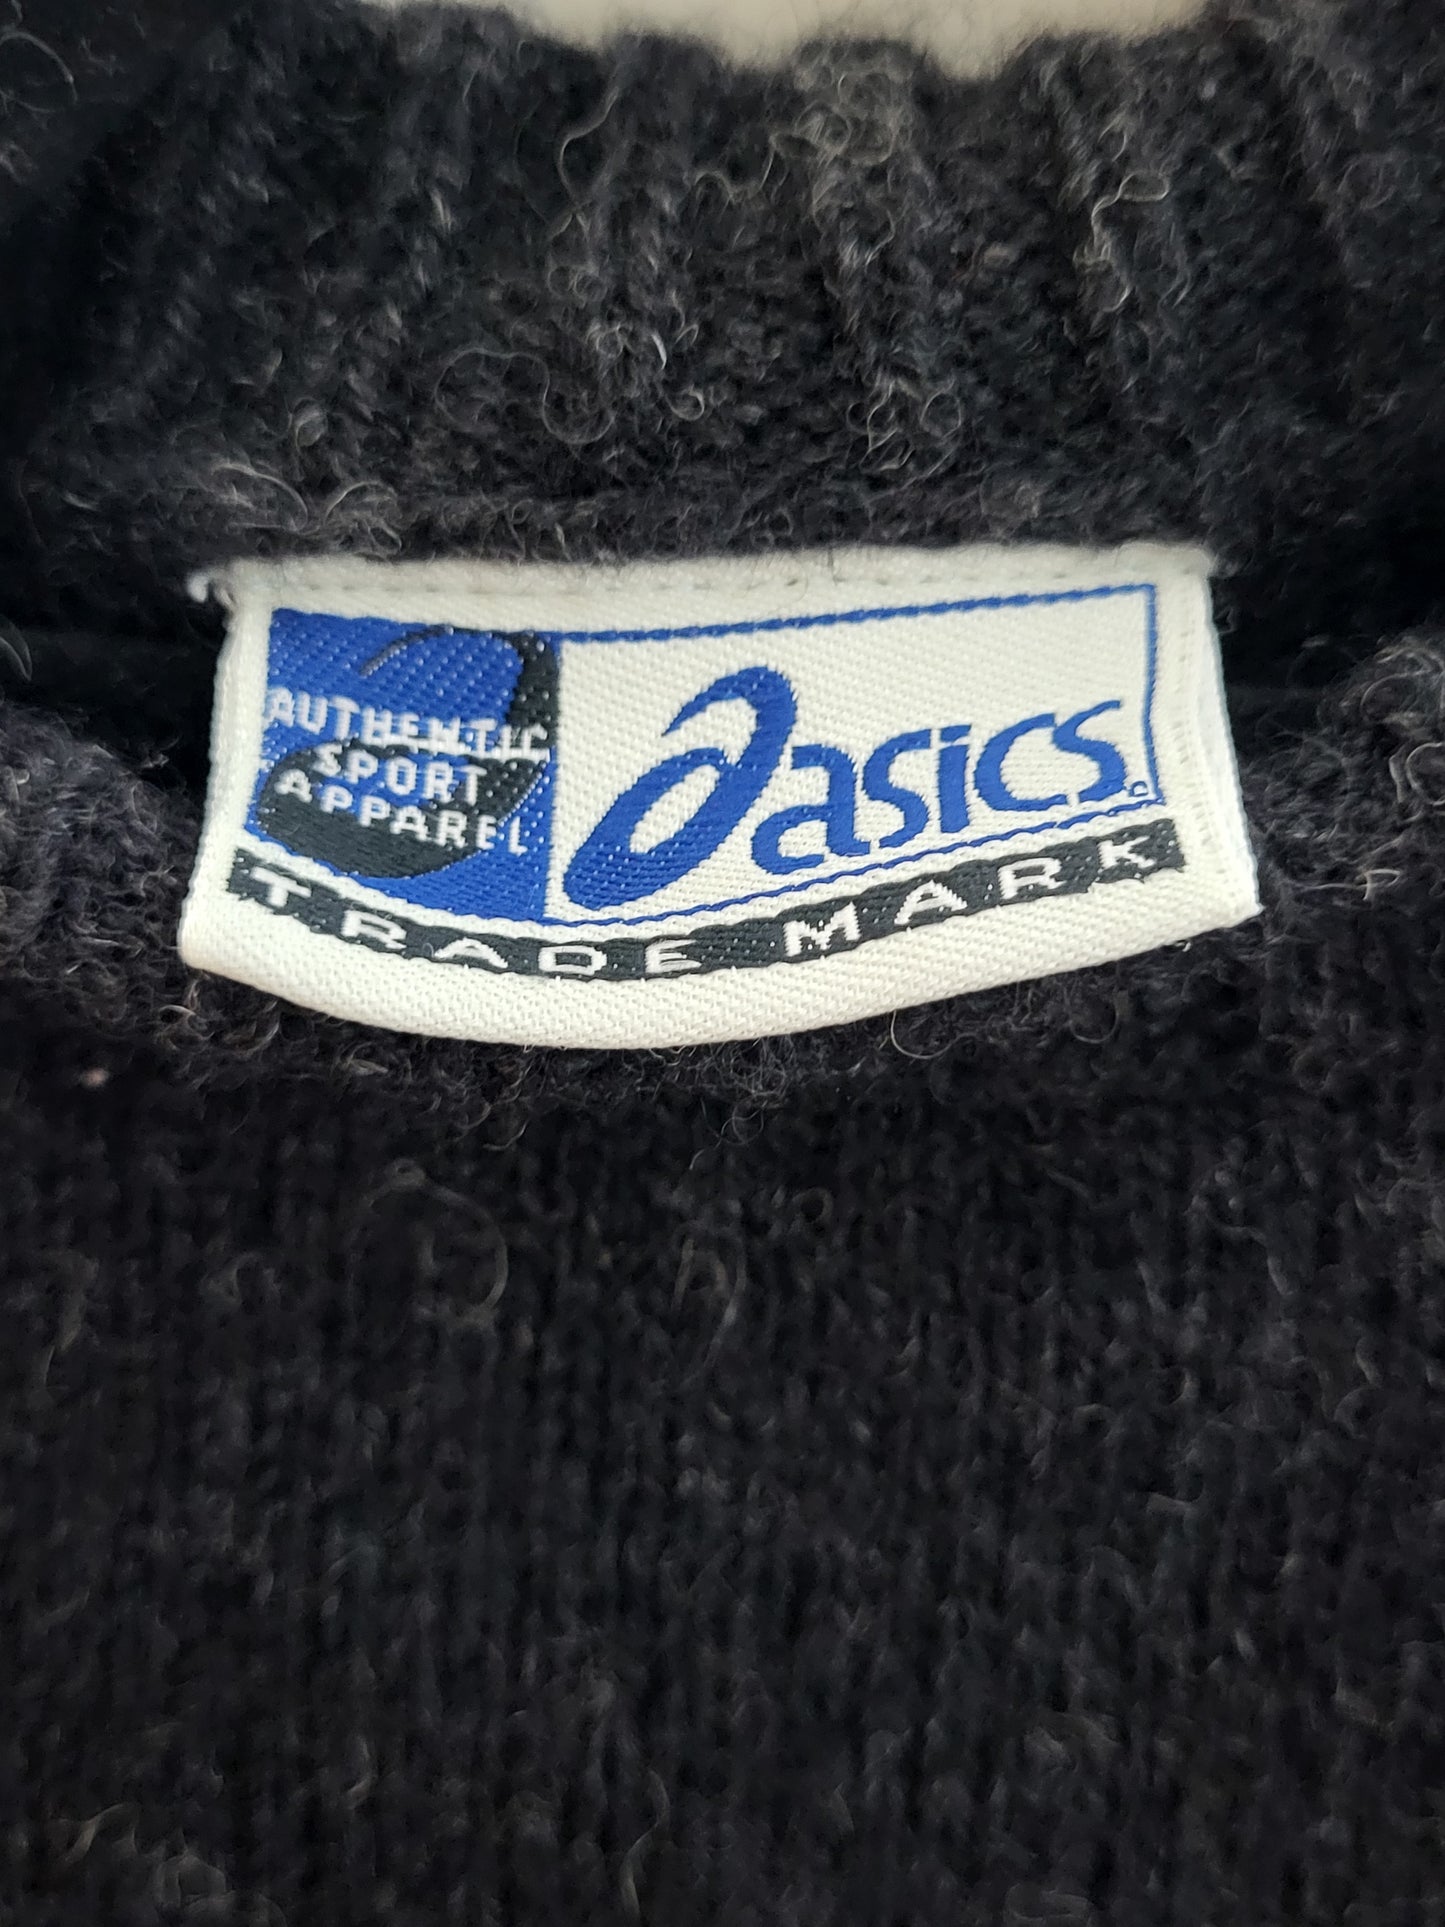 AUTHENTIC
SPORT
APPAREL
asics
TRADE MARK